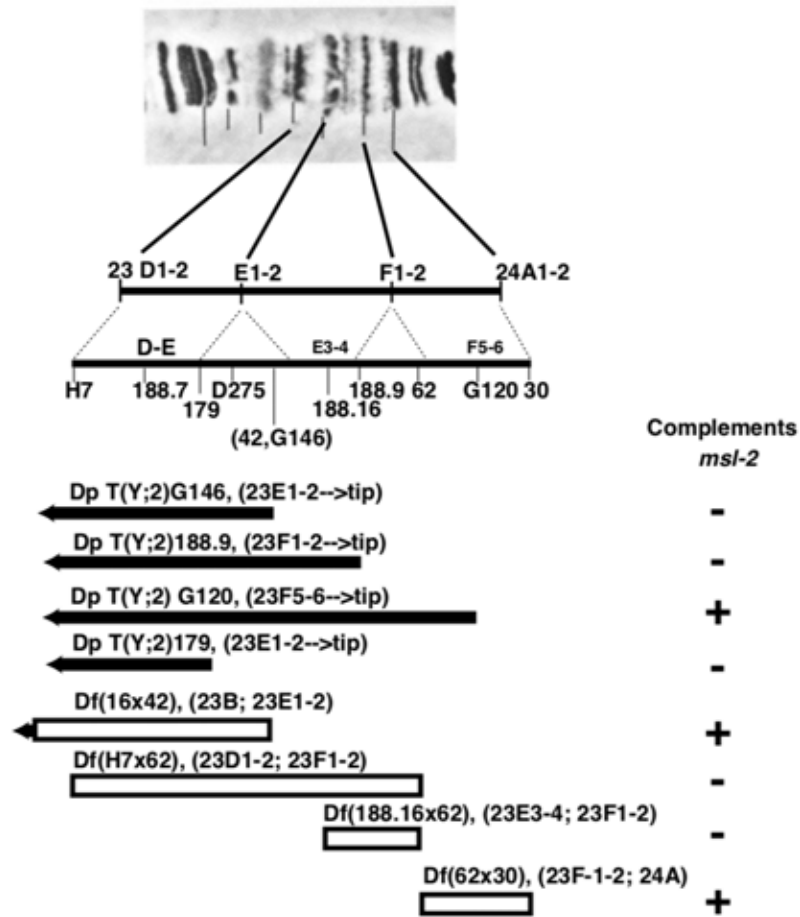 23 D1-2 E1-2 F1-2 24A1-2
D-E E3-4 F5-6
H7 188.7 D275 188.9 62 G120 30
179 188.16
(42,G146)
Complements
msl-2
Dp T(Y;2)G146, (23E1-2-->tip) -
Dp T(Y;2)188.9, (23F1-2-->tip) -
Dp T(Y;2) G120, (23F5-6-->tip) +
Dp T(Y;2)179, (23E1-2-->tip) -
Df(16x42), (23B; 23E1-2) +
Df(H7x62), (23D1-2; 23F1-2) -
Df(188.16x62), (23E3-4; 23F1-2) -
Df(62x30), (23F-1-2; 24A) +